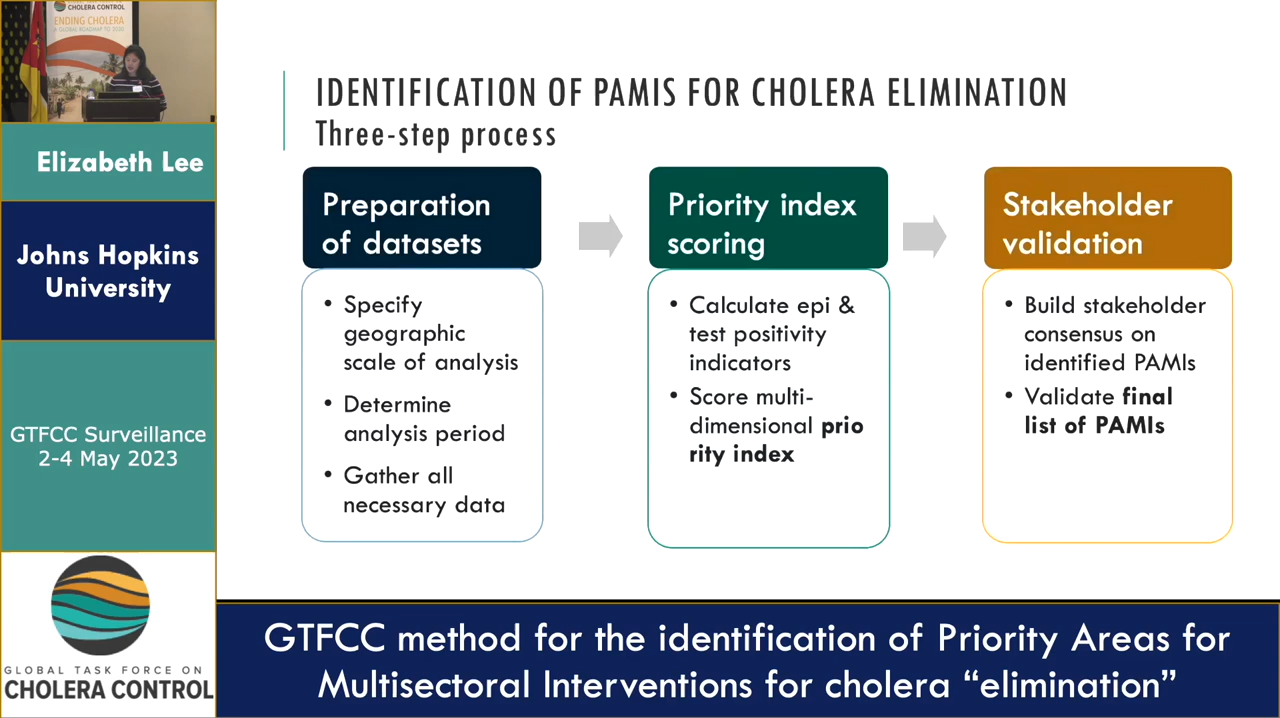 CHOLERA CONTROL
ENDING CHOLERA
A GLOBAL ROADMAP TO 2030
Elizabeth Lee
Johns Hopkins
University
GTFCC Surveillance
2-4 May 2023
GLOBAL TASK FORCE ON
CHOLERA CONTROL
IDENTIFICATION OF PAMIS FOR CHOLERA ELIMINATION
Three-step process
Preparation
of datasets
• Specify
geographic
scale of analysis
• Determine
analysis period
• Gather all
necessary data
Priority index
scoring
• Calculate epi &
test positivity
indicators
• Score multi-
dimensional prio
rity index
Stakeholder
validation
• Build stakeholder
consensus on
identified PAMIs
• Validate final
list of PAMIs
GTFCC method for the identification of Priority Areas for
Multisectoral Interventions for cholera “elimination”